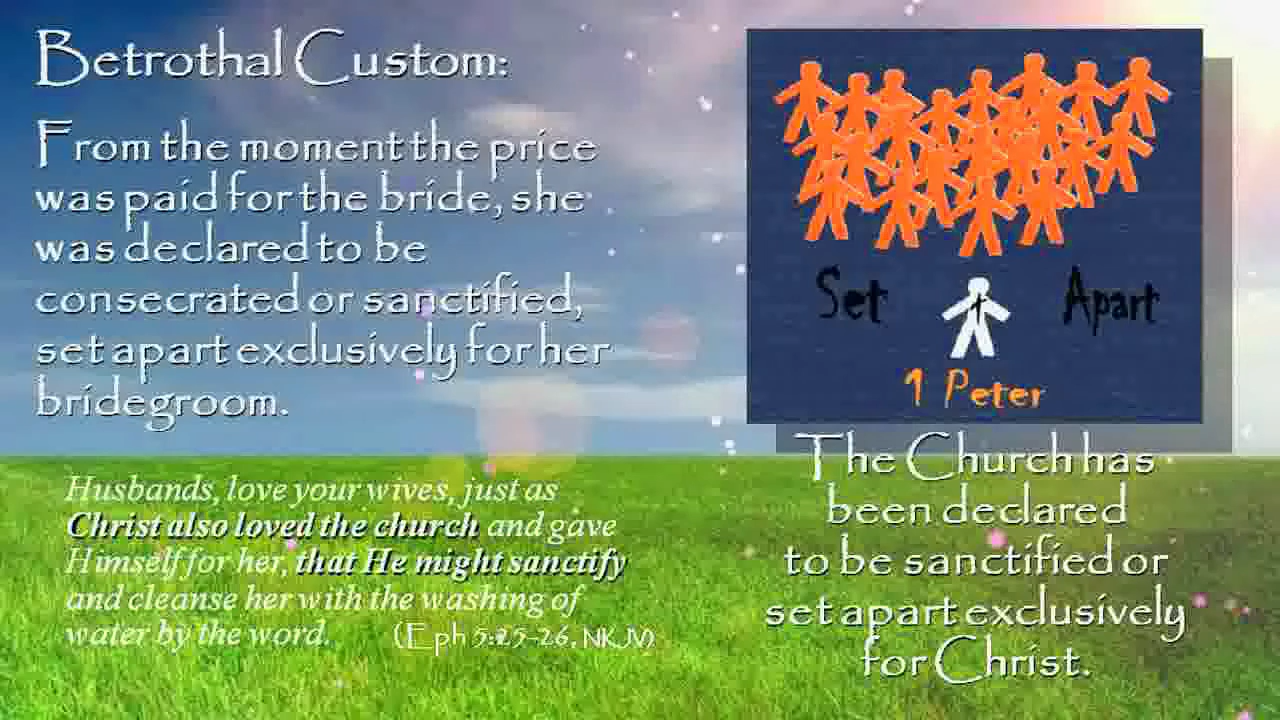 Betrothal Custom:
From the moment the price
was paid for the bride, she
was declared to be
consecrated or sanctified,
set apart exclusively for her
bridegroom.
Husbands, love your wives, just as
Christ also loved the church and gave
Himself for her, that He might sanctify
and cleanse her with the washing of
water by the word. (Eph 5:25-26, NKJV)
Set Apart
1 Peter
The Church has
been declared
to be sanctified or
set apart exclusively
for Christ.